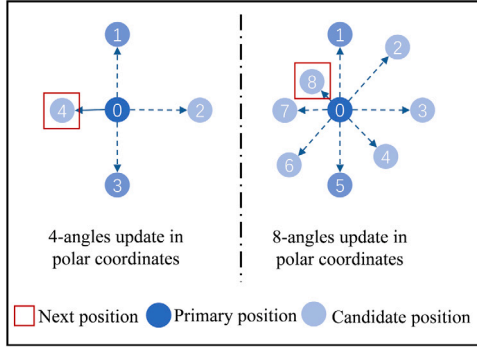 1
4 0 2
3
4-angles update in
polar coordinates
1
2
8
7 0 3
6 4
5
8-angles update in
polar coordinates
Next position Primary position Candidate position